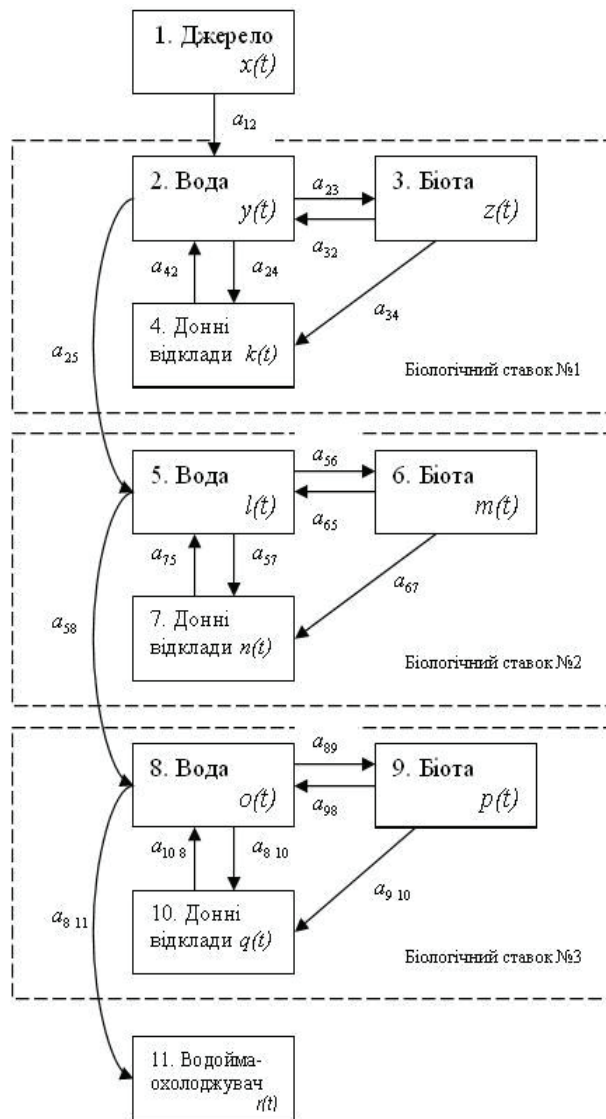 1. Джерело
x(t)
a12
2. Вода
y(t)
a23
3. Біота
z(t)
a32
a42
a24
a34
4. Донні
відклади k(t)
a25
Біологічний ставок №1
5. Вода
l(t)
a56
6. Біота
m(t)
a65
a75
a57
a67
7. Донні
відклади n(t)
a58
Біологічний ставок №2
8. Вода
o(t)
a89
9. Біота
p(t)
a98
a10 8
a8 10
a9 10
10. Донні
відклади q(t)
a8 11
Біологічний ставок №3
11. Водойма-
охолоджувач
r(t)